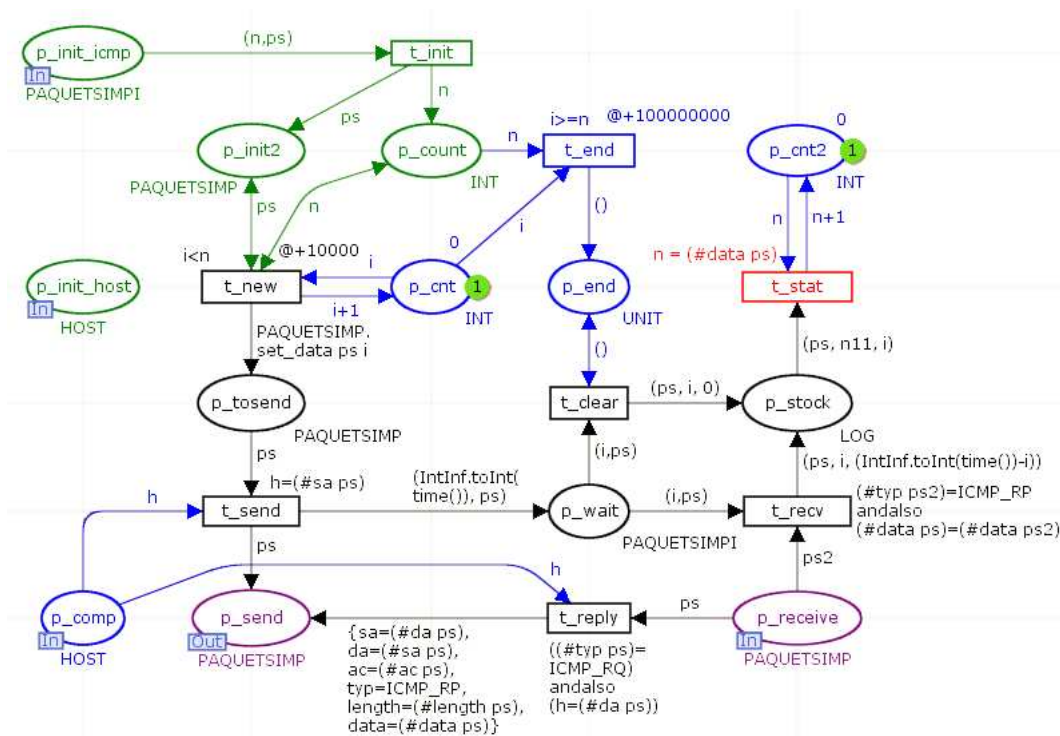 (n,ps)
p_init_icmp
t_init
In
PAQUETSIMPI
n
ps
i>=n
@+100000000
0
p_init2
p_count
n
t_end
p_cnt2
1
PAQUETSIMP
INT
INT
ps
n
i
()
n
n+1
0
i<n
@+10000
i
n = (#data ps)
p_init_host
t_new
p_cnt
1
p_end
t_stat
In
HOST
i+1
INT
UNIT
PAQUETSIMP.
set_data ps i
()
(ps, n11, i)
p_tosend
t_clear
(ps, i, 0)
p_stock
PAQUETSIMP
LOG
ps
(i,ps)
(ps, i, (IntInf.toInt(time())-i))
h
h=(#sa ps)
(IntInf.toInt(
time()), ps)
(i,ps)
(#typ ps2)=ICMP_RP
andalso
(#data ps)=(#data ps2)
t_send
p_wait
t_recv
PAQUETSIMPI
ps
ps2
h
p_comp
p_send
t_reply
ps
p_receive
In
HOST
Out
PAQUETSIMP
In
PAQUETSIMP
{sa=(#da ps),
da=(#sa ps),
ac=(#ac ps),
typ=ICMP_RP,
length=(#length ps),
data=(#data ps)}
((#typ ps)=
ICMP_RQ)
andalso
(h=(#da ps))